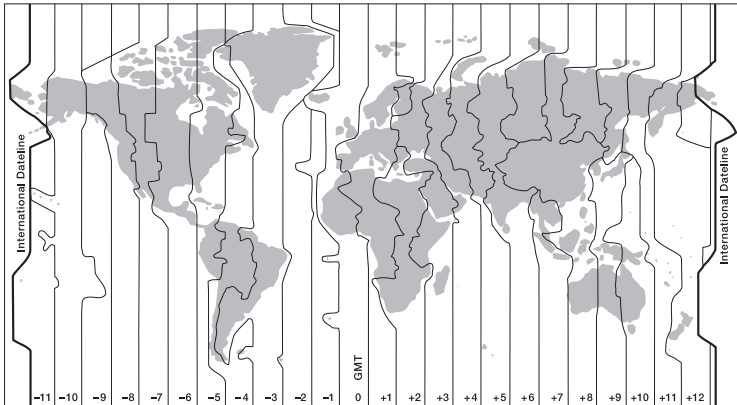 International Dateline
International Dateline
GMT
−11 −10 −9 −8 −7 −6 −5 −4 −3 −2 −1 0 +1 +2 +3 +4 +5 +6 +7 +8 +9 +10 +11 +12